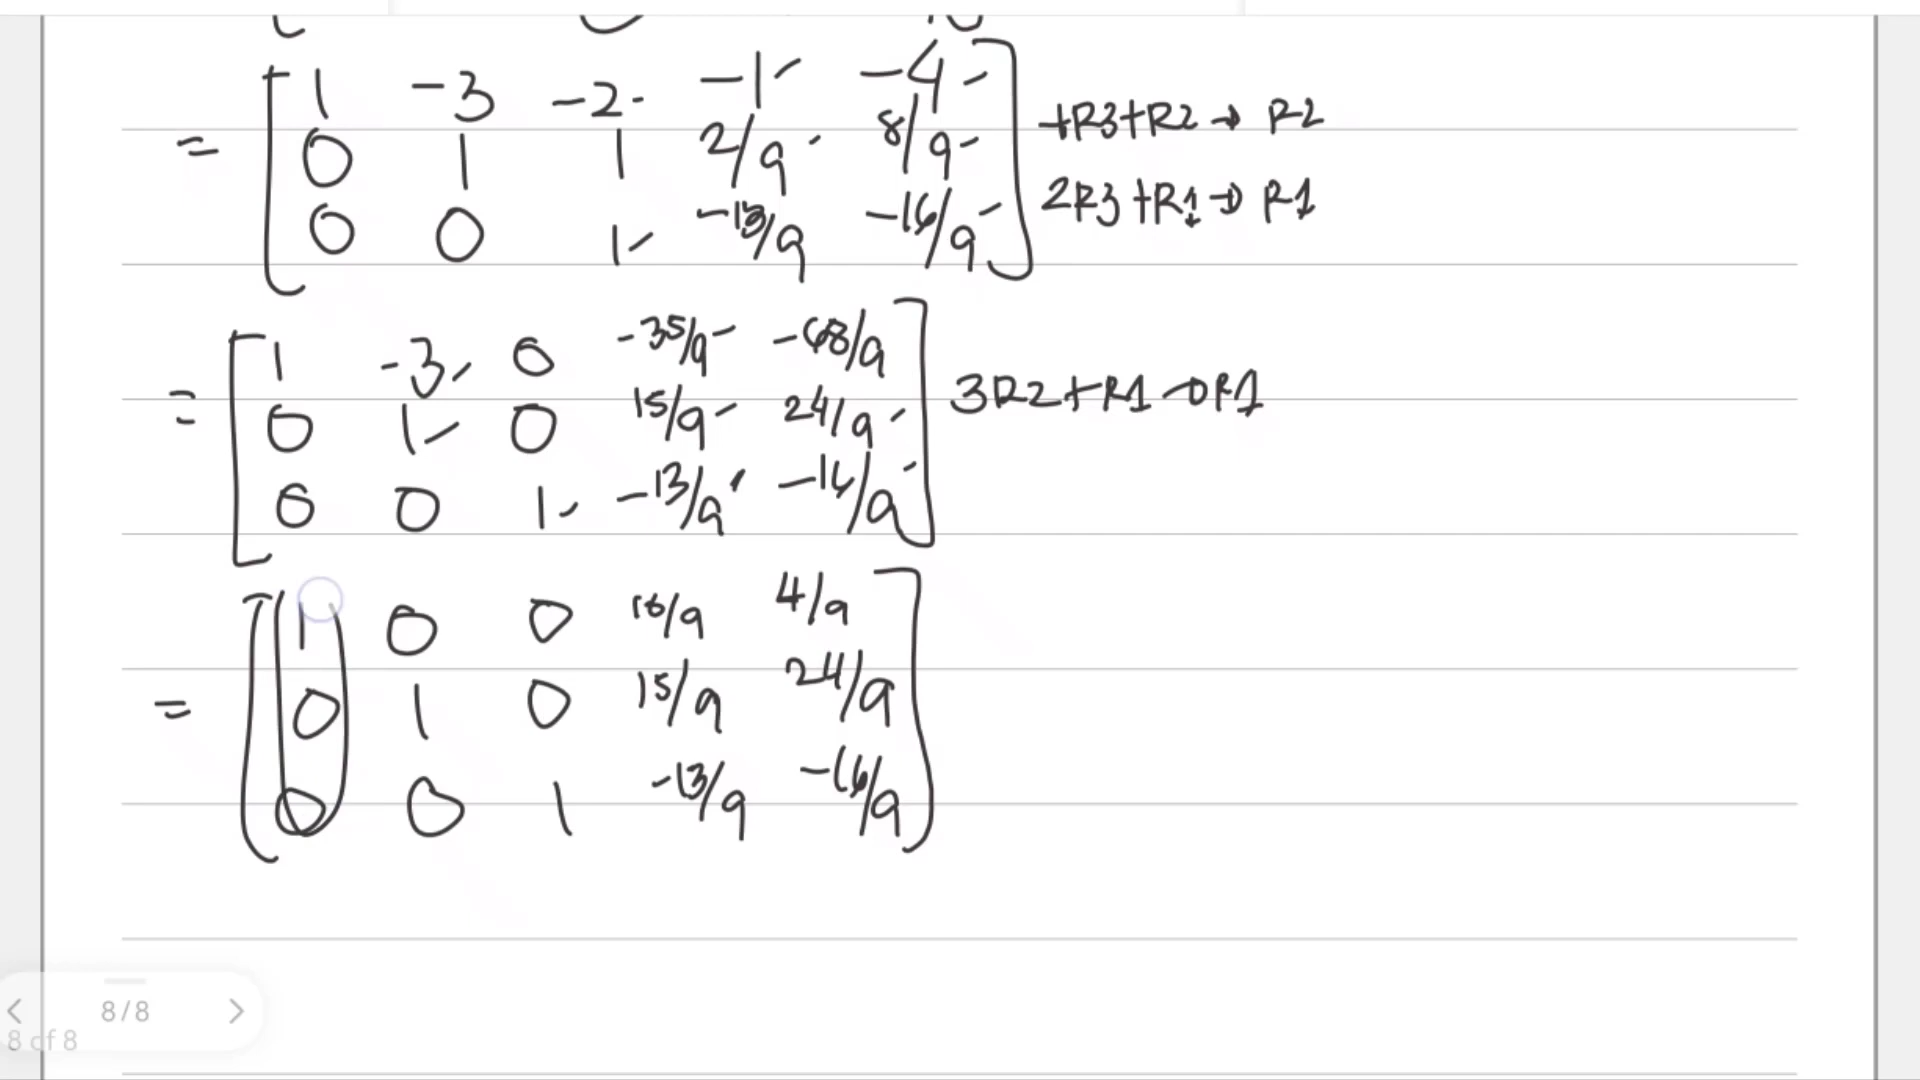 1 -3 -2 -1 -4 +R3+R2 → R2
= 0 1 1 2/9 8/9
0 0 1 -13/9 -16/9 2R3+R1 → R1
1 -3 0 -35/9 -68/9
= 0 1 0 15/9 24/9 3R2+R1 → R1
0 0 1 -13/9 -16/9
1 0 0 10/9 4/9
= 0 1 0 15/9 24/9
0 0 1 -13/9 -16/9
8/8
8 of 8